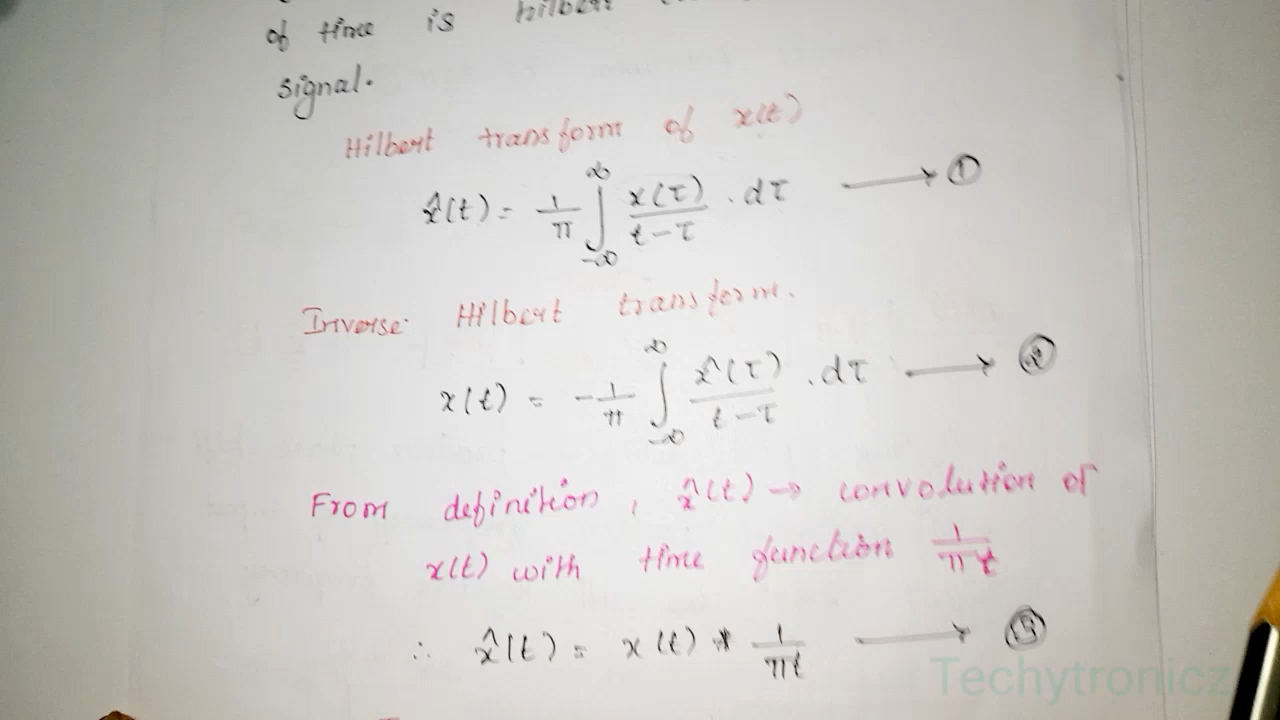 of time is hilbert
signal.
Hilbert transform of x(t)
x̂(t) = 1/π ∫_{-∞}^{∞} x(τ)/(t-τ) . dτ → ①
Inverse Hilbert transform.
x(t) = -1/π ∫_{-∞}^{∞} x̂(τ)/(t-τ) . dτ → ②
From definition, x̂(t) → convolution of
x(t) with time function 1/πt
∴ x̂(t) = x(t) * 1/πt →
Techytronicz